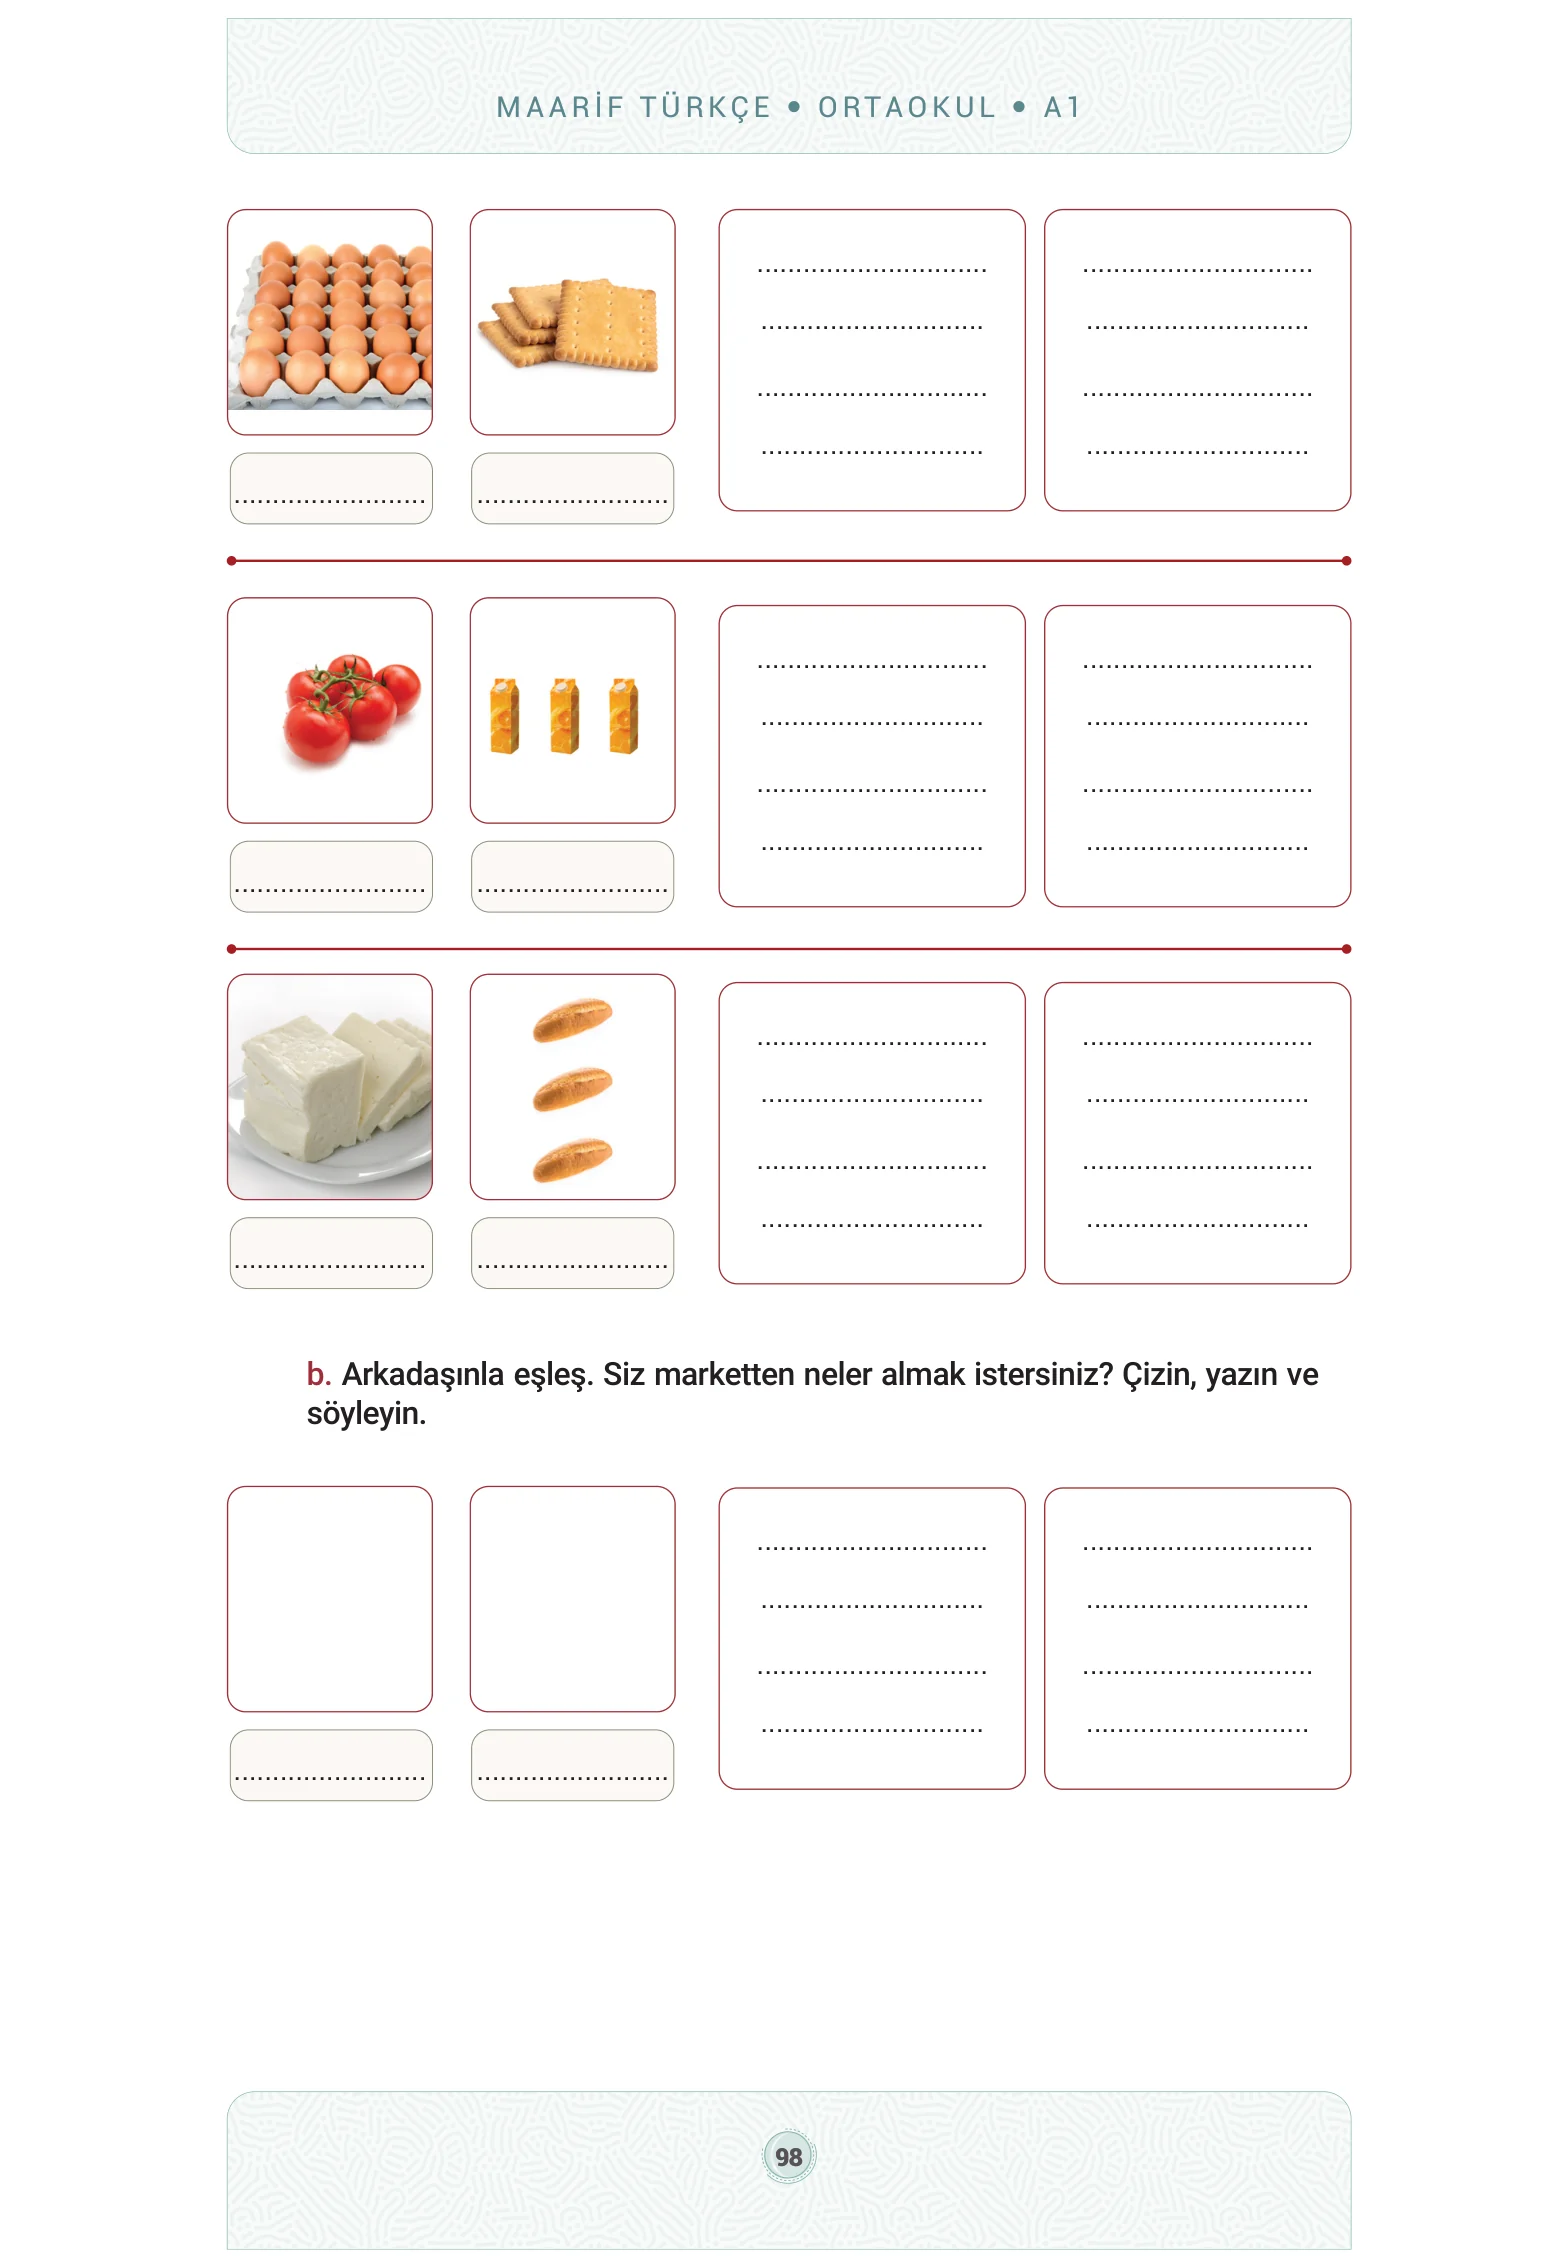 MAARİF TÜRKÇE • ORTAOKUL • A1
b. Arkadaşınla eşleş. Siz marketten neler almak istersiniz? Çizin, yazın ve
söyleyin.
98